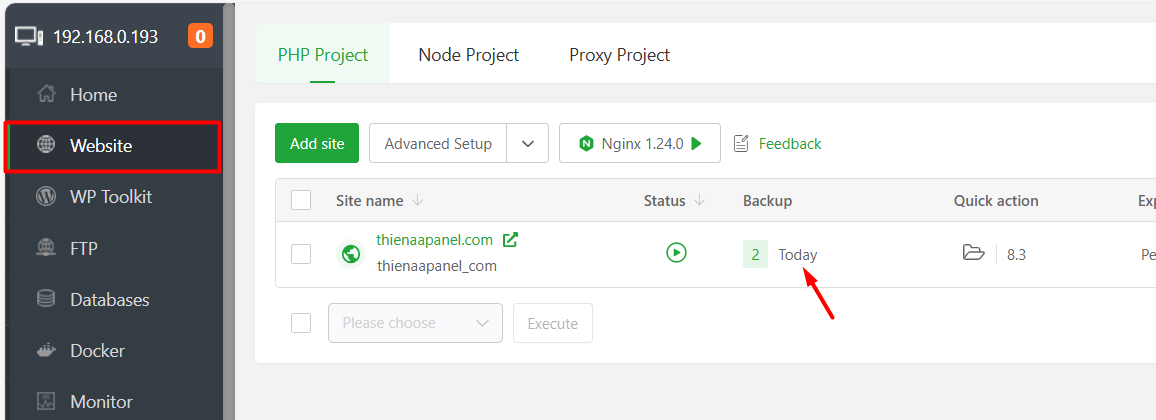 192.168.0.193 0
Home
Website
WP Toolkit
FTP
Databases
Docker
Monitor
PHP Project Node Project Proxy Project
Add site Advanced Setup Nginx 1.24.0 Feedback
Site name Status Backup Quick action Exp
thienaapanel.com
thienaapanel_com
2 Today 8.3 Pe
Please choose Execute